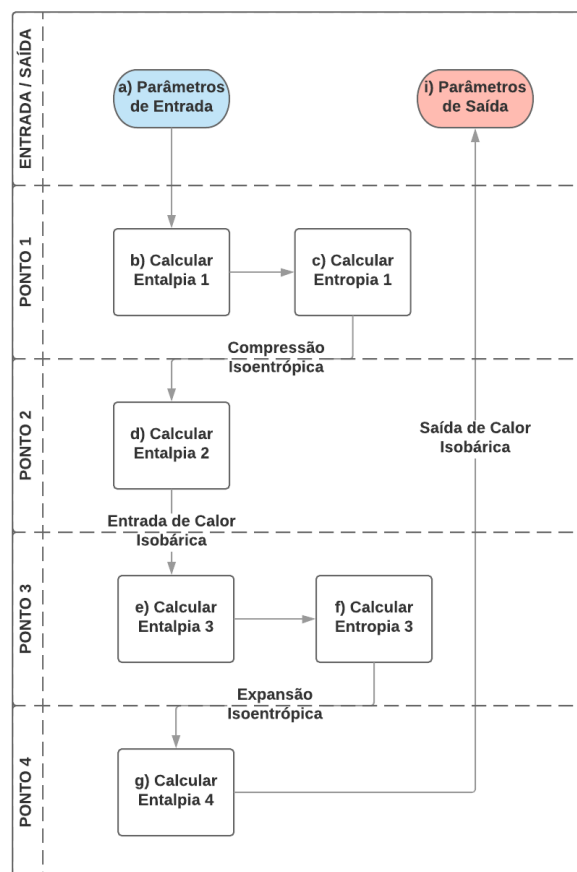 ENTRADA / SAÍDA
a) Parâmetros
de Entrada
i) Parâmetros
de Saída
PONTO 1
b) Calcular
Entalpia 1
c) Calcular
Entropia 1
Compressão
Isoentrópica
PONTO 2
d) Calcular
Entalpia 2
Saída de Calor
Isobárica
Entrada de Calor
Isobárica
PONTO 3
e) Calcular
Entalpia 3
f) Calcular
Entropia 3
Expansão
Isoentrópica
PONTO 4
g) Calcular
Entalpia 4